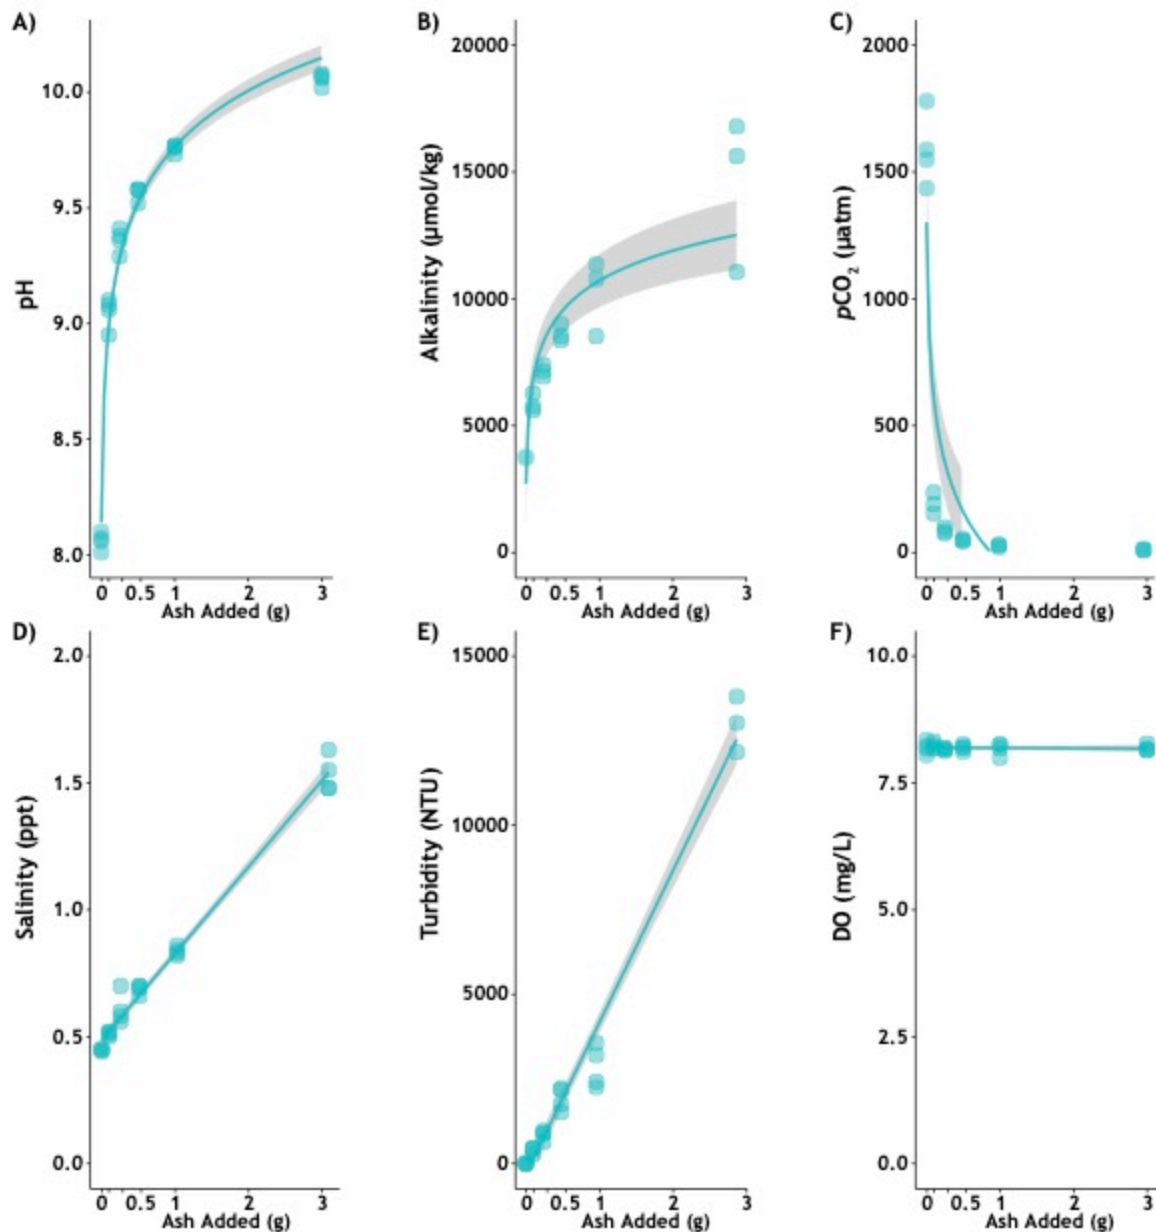 A)
10.0
9.5
9.0
8.5
8.0
pH
0 0.5 1 2 3
Ash Added (g)
B)
20000
15000
10000
5000
0
Alkalinity (µmol/kg)
0 0.5 1 2 3
Ash Added (g)
C)
2000
1500
1000
500
0
pCO₂ (µatm)
0 0.5 1 2 3
Ash Added (g)
D)
2.0
1.5
1.0
0.5
0.0
Salinity (ppt)
0 0.5 1 2 3
Ash Added (g)
E)
15000
10000
5000
0
Turbidity (NTU)
0 0.5 1 2 3
Ash Added (g)
F)
10.0
7.5
5.0
2.5
0.0
DO (mg/L)
0 0.5 1 2 3
Ash Added (g)